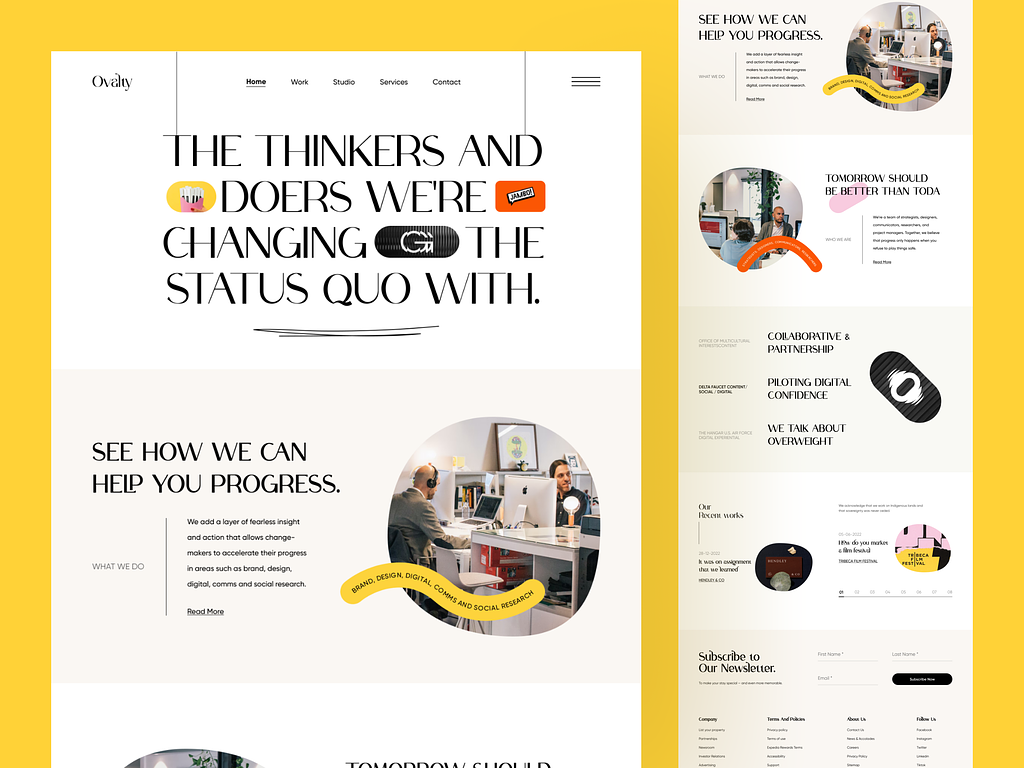 Ovalty
Home Work Studio Services Contact
THE THINKERS AND
DOERS WE'RE JAMBO!
CHANGING THE
STATUS QUO WITH.
SEE HOW WE CAN
HELP YOU PROGRESS.
WHAT WE DO
We add a layer of fearless insight
and action that allows change-
makers to accelerate their progress
in areas such as brand, design,
digital, comms and social research.
Read More
BRAND, DESIGN, DIGITAL, COMMS AND SOCIAL RESEARCH
TOMORROW SHOULD
SEE HOW WE CAN
HELP YOU PROGRESS.
WHAT WE DO
We add a layer of fearless insight
and action that allows change-
makers to accelerate their progress
in areas such as brand, design,
digital, comms and social research.
Read More
BRAND, DESIGN, DIGITAL, COMMS AND SOCIAL RESEARCH
TOMORROW SHOULD
BE BETTER THAN TODA
WHO WE ARE
We're a team of strategists, designers,
communicators, researchers, and
project managers. Together, we believe
that progress only happens when you
refuse to play things safe.
Read More
OFFICE OF MULTICULTURAL
INTERESTSCONTENT
COLLABORATIVE &
PARTNERSHIP
DELTA FAUCET CONTENT/
SOCIAL / DIGITAL
PILOTING DIGITAL
CONFIDENCE
THE HANGAR U.S. AIR FORCE
DIGITAL EXPERIENTIAL
WE TALK ABOUT
OVERWEIGHT
Our
Recent works
We acknowledge that we work on Indigenous lands and
that sovereignty was never ceded.
28-12-2022
It was an assignment
that we learned
HENDLEY & CO
HENDLEY
& CO
05-06-2022
How do you market
a film festival
TRIBECA FILM FESTIVAL
TRIBECA
FILM
FESTIVAL
01 02 03 04 05 06 07 08
Subscribe to
Our Newsletter.
To make your stay special — and even more memorable
First Name * Last Name *
Email * Subscribe Now
Company
List your property
Partnerships
Newsroom
Investor Relations
Advertising
Terms And Policies
Privacy policy
Terms of use
Expedia Rewards Terms
Accessibility
Support
About Us
Contact Us
News & Accolades
Careers
Privacy Policy
Sitemap
Follow Us
Facebook
Instagram
Twitter
LinkedIn
Tiktok